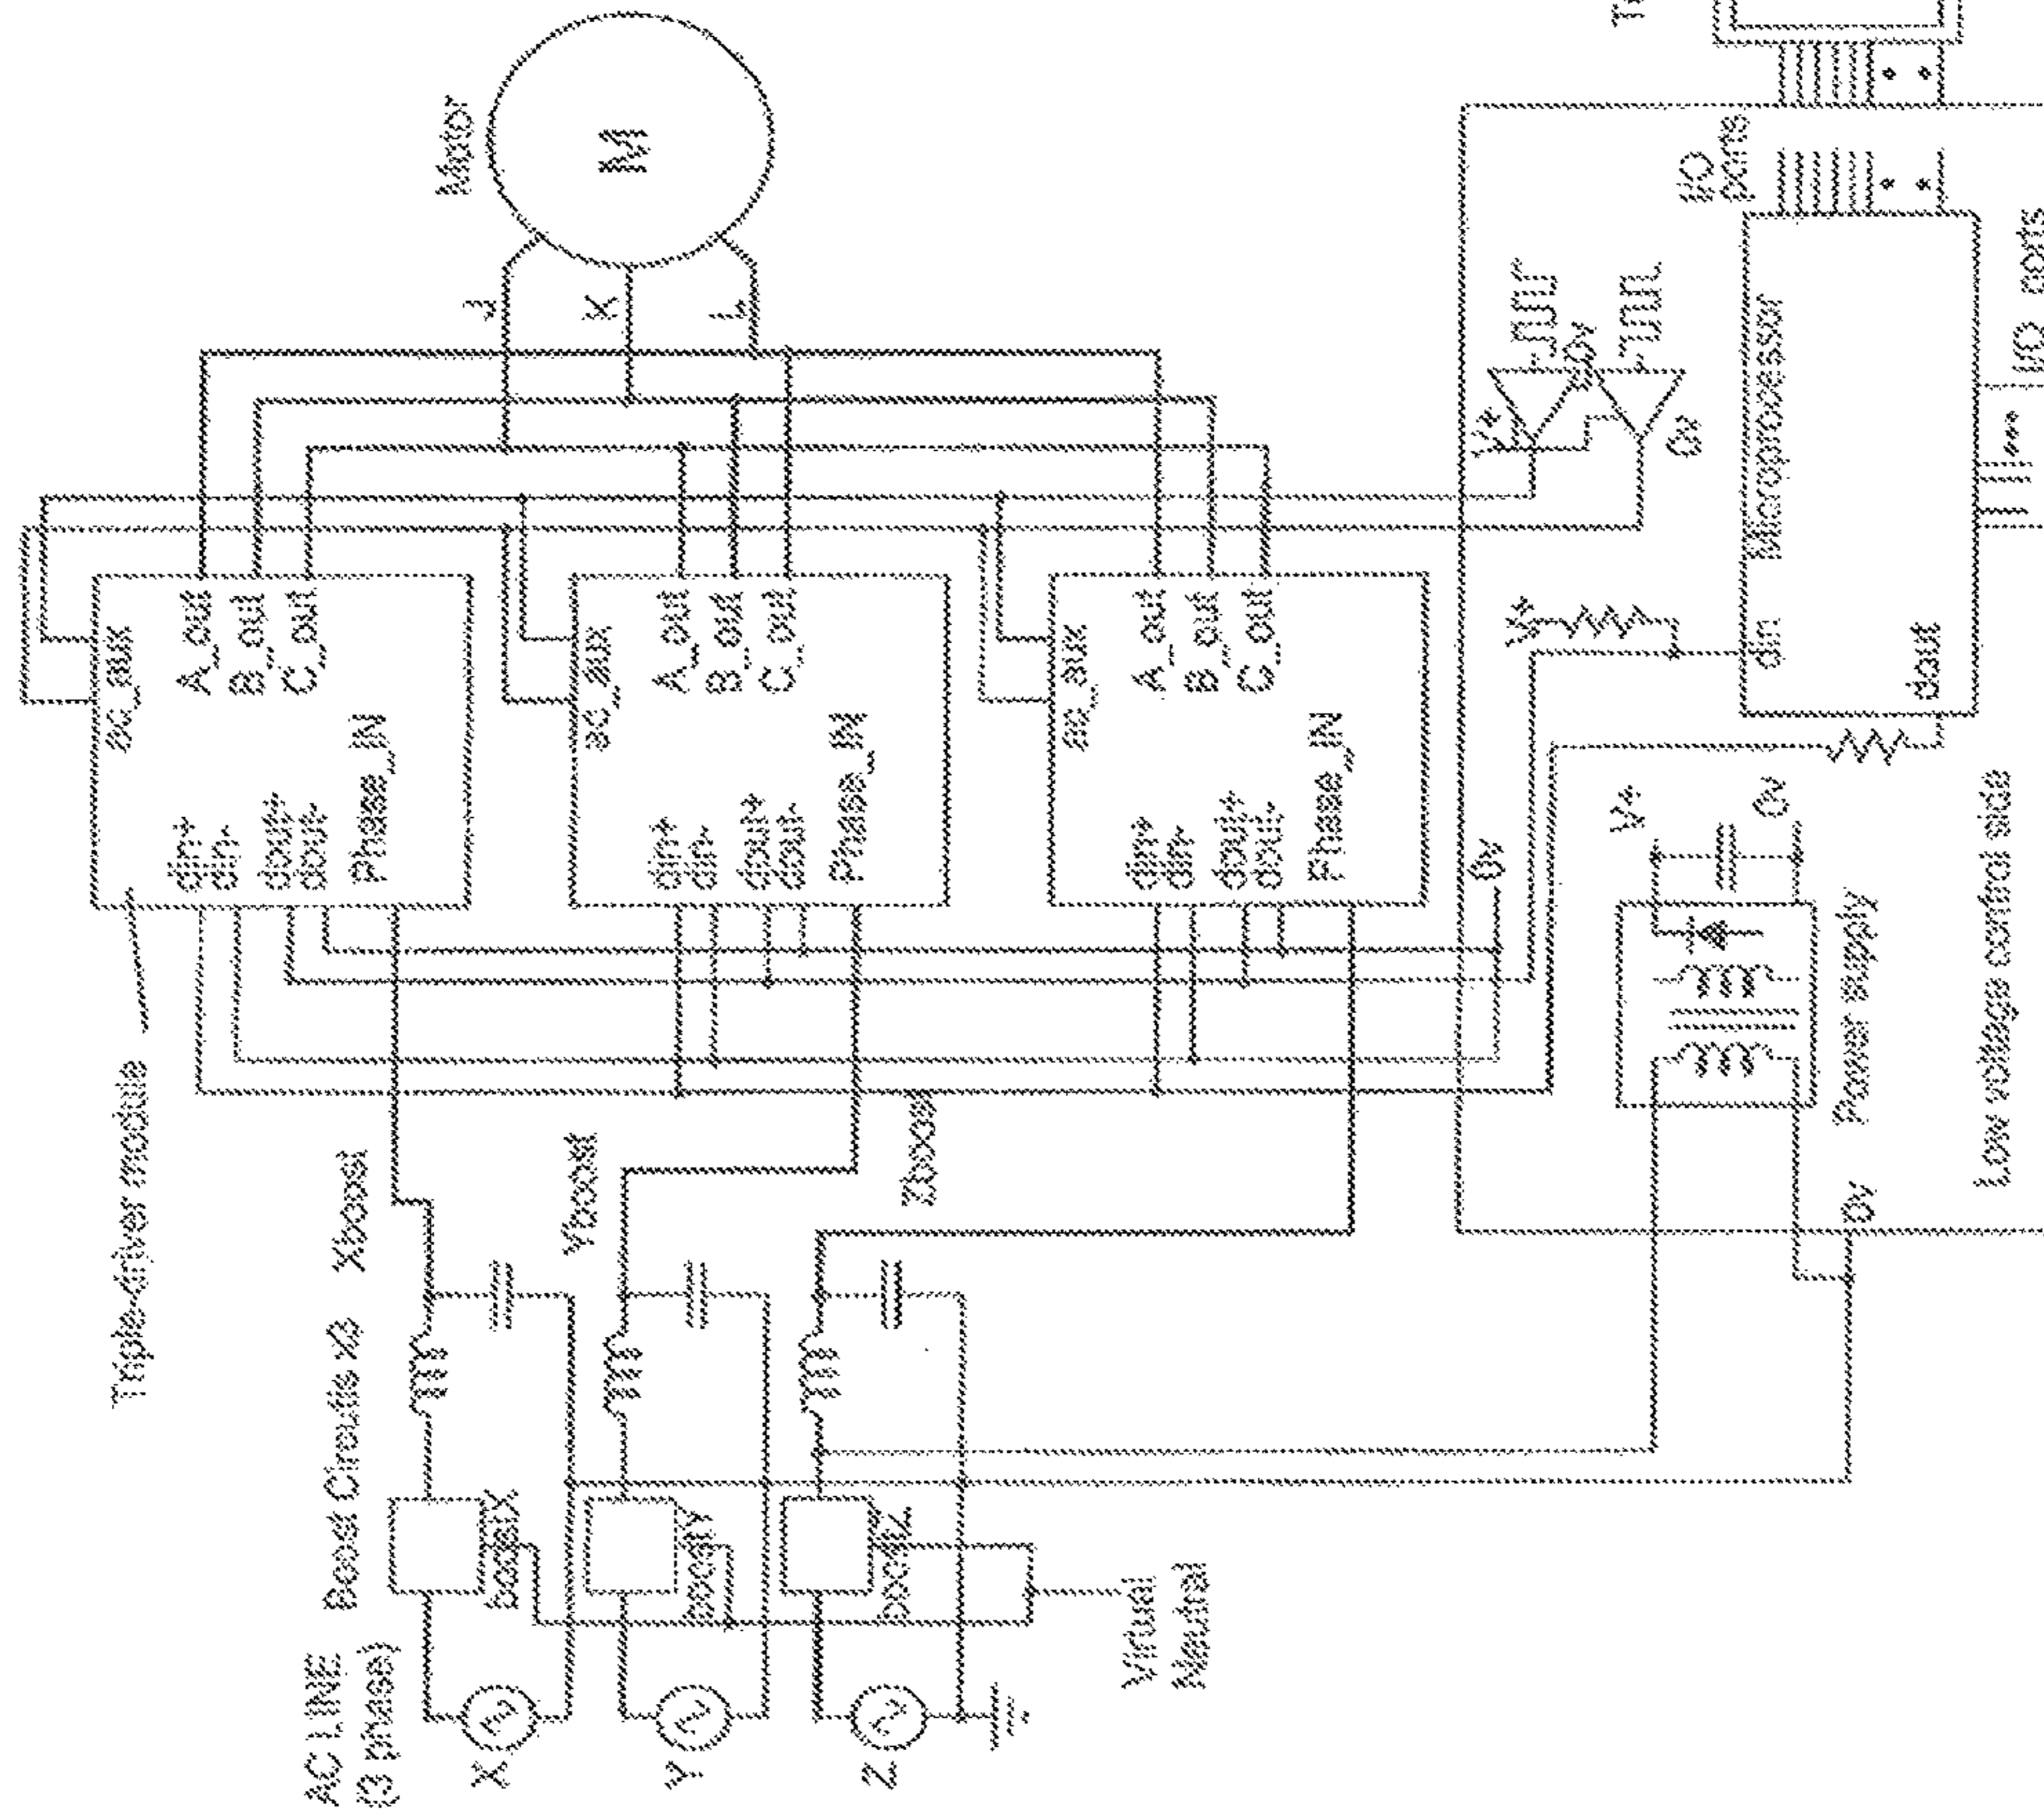 AC LINE
(3 phase)
X
Y
Z
Boost Circuits x3
boostX
boostY
boostZ
Virtual
Neutral
Xboost
Yboost
Zboost
Triple-driver module
din+
din-
dout+
dout-
Phase_IN
ac_aux
A_out
B_out
C_out
din+
din-
dout+
dout-
Phase_IN
ac_aux
A_out
B_out
C_out
din+
din-
dout+
dout-
Phase_IN
ac_aux
A_out
B_out
C_out
J
K
L
Motor
M
0v
V+
V+
0v
0v
V+
0v
0v
Power supply
Low voltage control side
din
dout
Microprocessor
I/O
ports
I/O ports